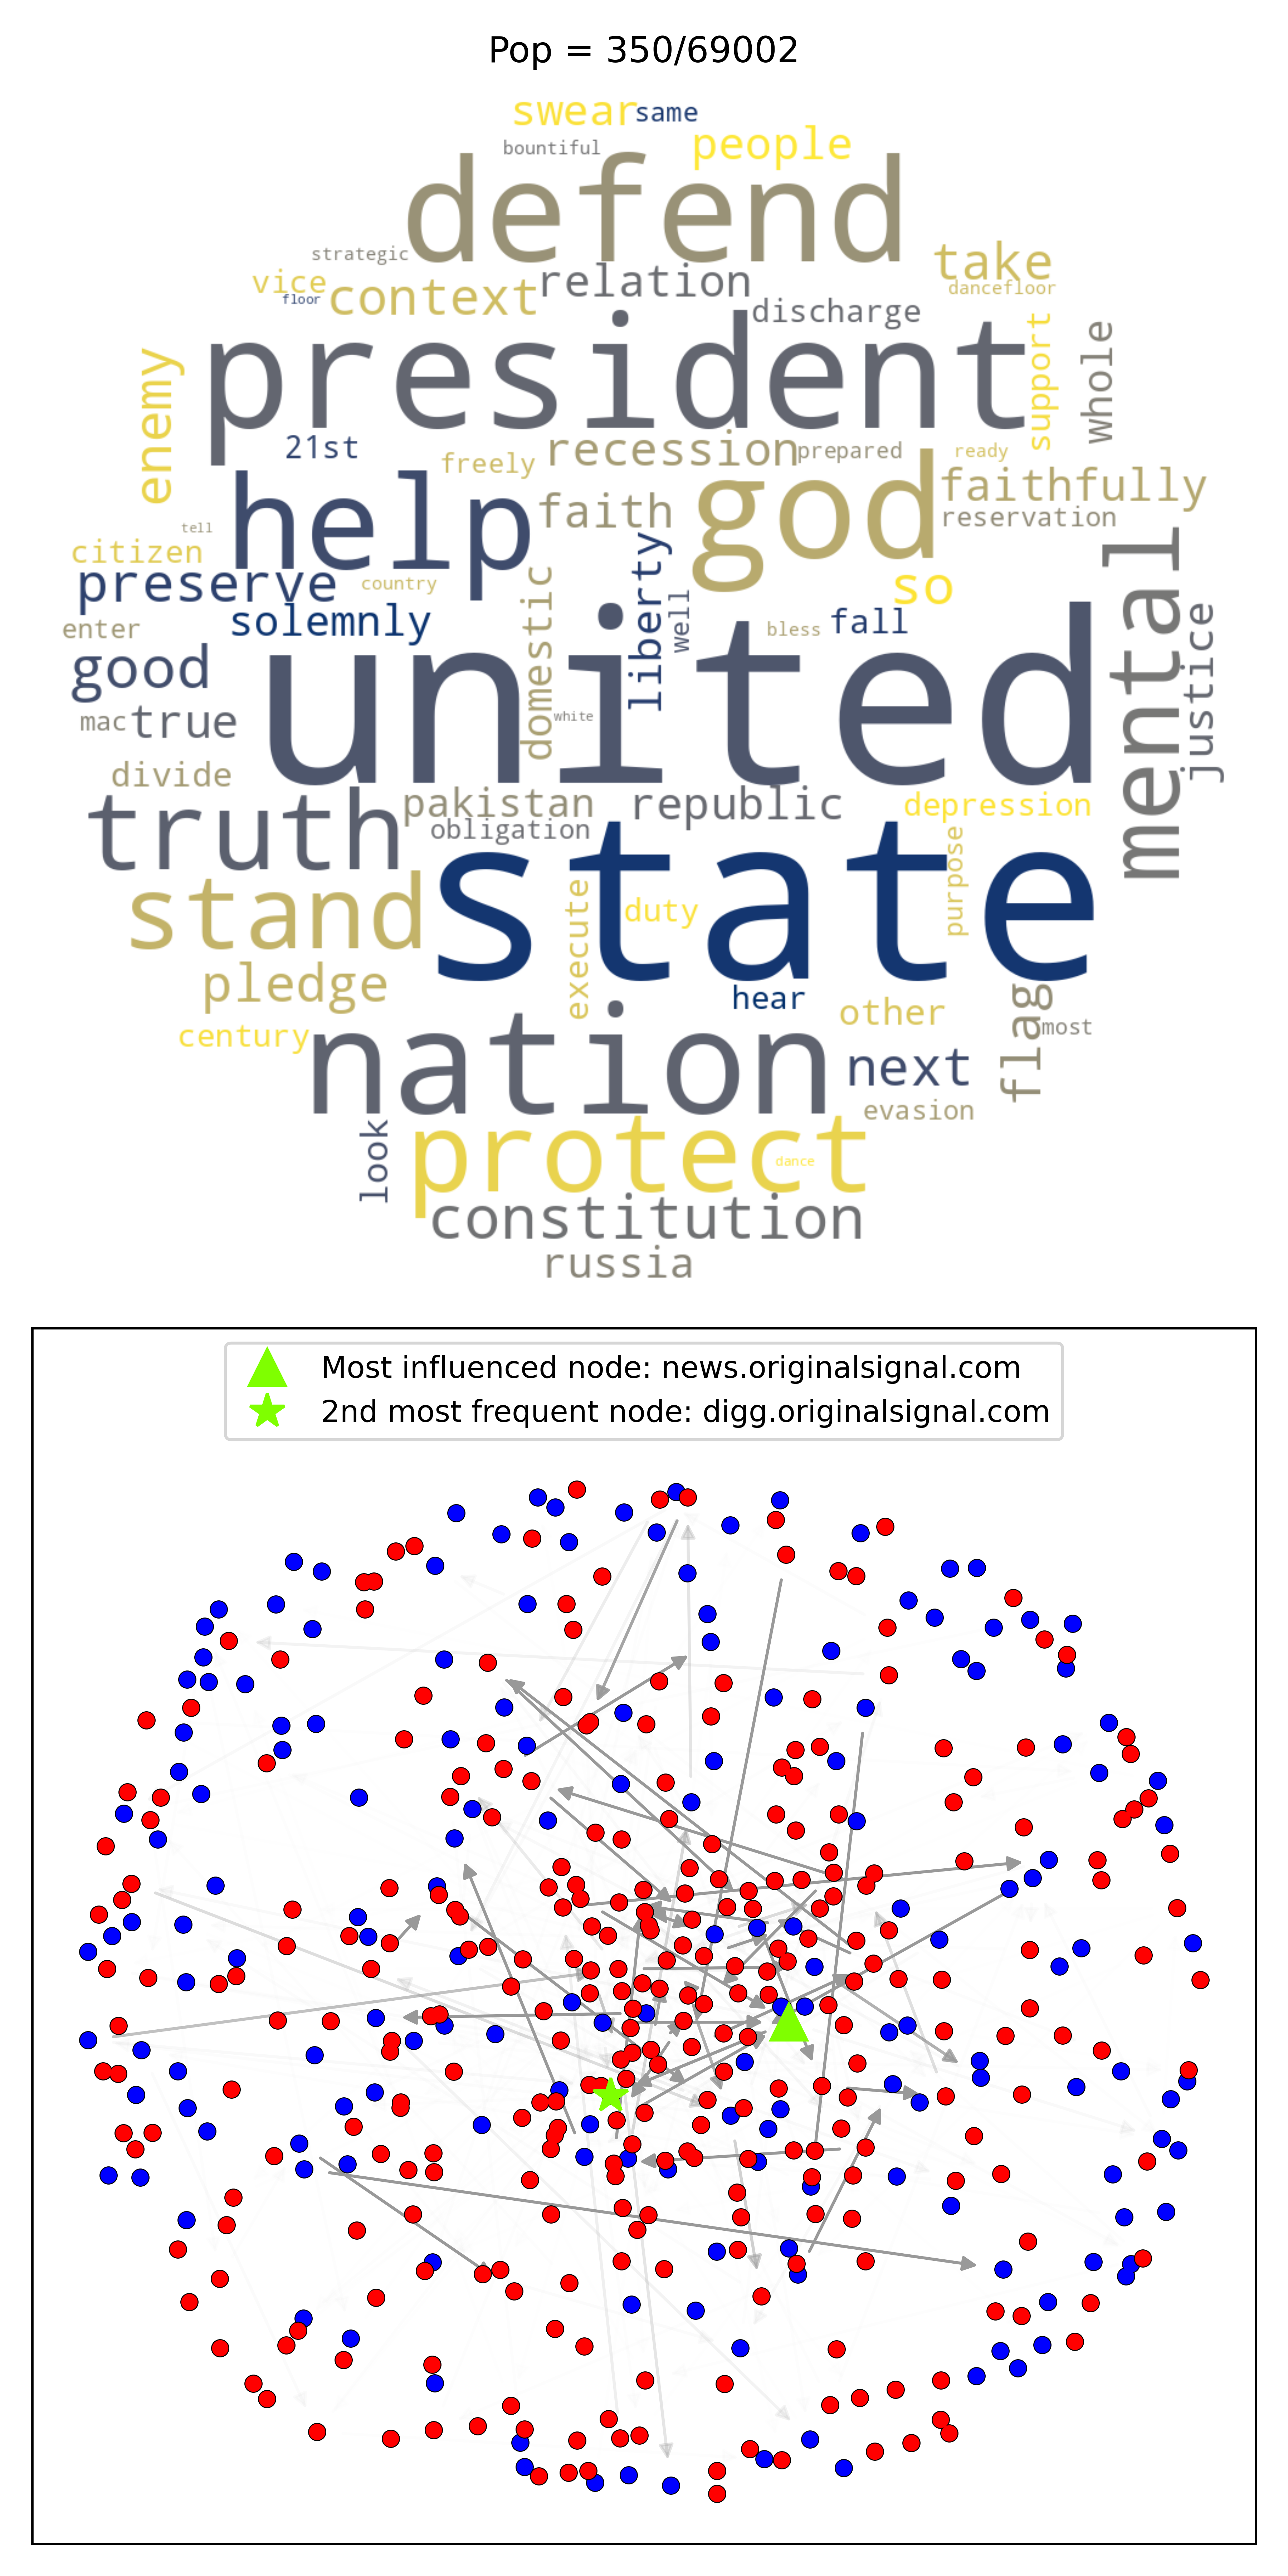 Pop = 350/69002
swear same
bountiful people
defend
strategic
vice relation take
floor context dancefloor
discharge
president support whole
enemy
21st recession prepared ready
freely
help faith god faithfully
reservation
tell
citizen
preserve country so
enter solemnly domestic liberty well bless fall mental justice
good united
mac true white
divide
truth pakistan republic depression
obligation
stand state purpose
execute duty
pledge
hear other flag
century most
nation next
evasion
look protect
dance
constitution
russia
Most influenced node: news.originalsignal.com
2nd most frequent node: digg.originalsignal.com